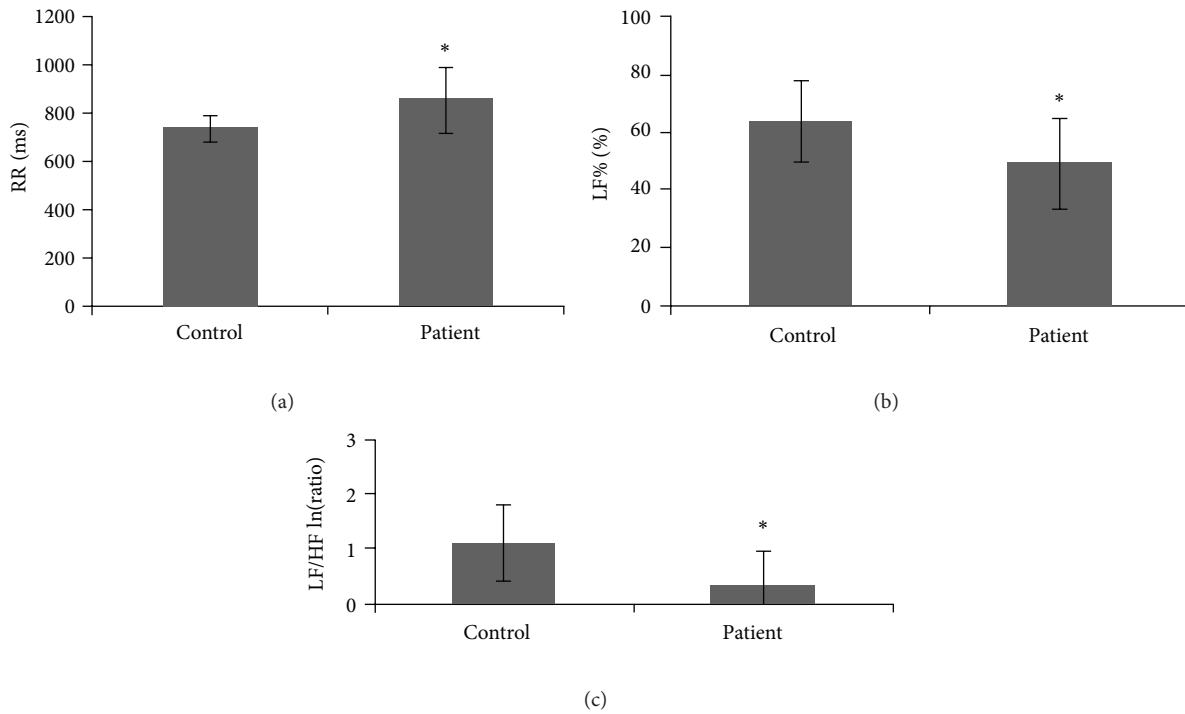 1200
1000
800
600
400
200
0
RR (ms)
*
Control
Patient
(a)
100
80
60
40
20
0
LF% (%)
*
Control
Patient
(b)
3
2
1
0
LF/HF ln(ratio)
*
Control
Patient
(c)